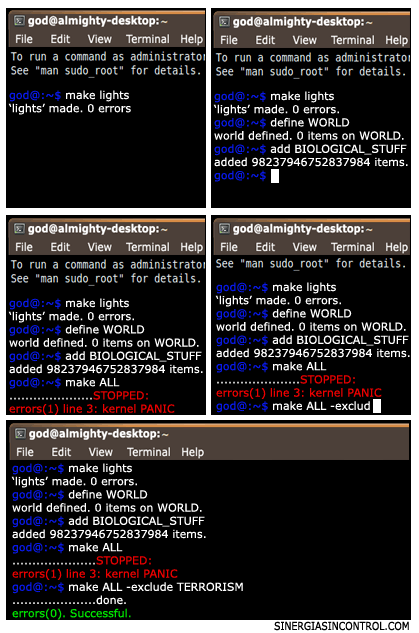 god@almighty-desktop: ~
File Edit View Terminal Help
To run a command as administrator
See "man sudo_root" for details.
god@:~$ make lights
'lights' made. 0 errors
god@almighty-desktop: ~
File Edit View Terminal Help
To run a command as administrator
See "man sudo_root" for details.
god@:~$ make lights
'lights' made. 0 errors.
god@:~$ define WORLD
world defined. 0 items on WORLD.
god@:~$ add BIOLOGICAL_STUFF
added 98237946752837984 items.
god@:~$
god@almighty-desktop: ~
File Edit View Terminal Help
To run a command as administrator
See "man sudo_root" for details.
god@:~$ make lights
'lights' made. 0 errors.
god@:~$ define WORLD
world defined. 0 items on WORLD.
god@:~$ add BIOLOGICAL_STUFF
added 98237946752837984 items.
god@:~$ make ALL
.....................STOPPED:
errors(1) line 3: kernel PANIC
god@almighty-desktop: ~
File Edit View Terminal Help
See "man sudo_root" for details.
god@:~$ make lights
'lights' made. 0 errors.
god@:~$ define WORLD
world defined. 0 items on WORLD.
god@:~$ add BIOLOGICAL_STUFF
added 98237946752837984 items.
god@:~$ make ALL
.....................STOPPED:
errors(1) line 3: kernel PANIC
god@:~$ make ALL -exclud
god@almighty-desktop: ~
File Edit View Terminal Help
god@:~$ make lights
'lights' made. 0 errors.
god@:~$ define WORLD
world defined. 0 items on WORLD.
god@:~$ add BIOLOGICAL_STUFF
added 98237946752837984 items.
god@:~$ make ALL
.....................STOPPED:
errors(1) line 3: kernel PANIC
god@:~$ make ALL -exclude TERRORISM
.....................done.
errors(0). Successful.
SINERGIASINCONTROL.COM